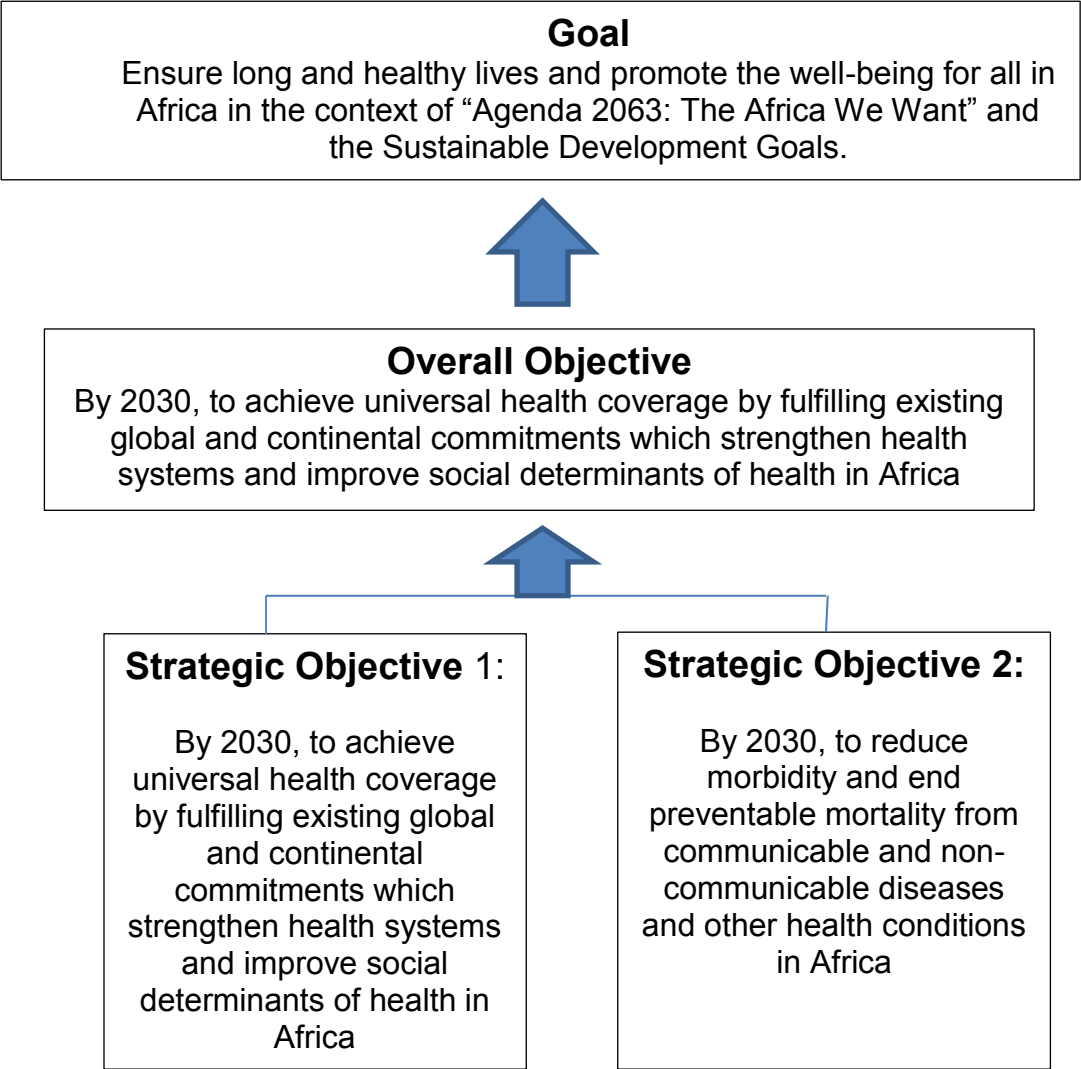 Goal
Ensure long and healthy lives and promote the well-being for all in
Africa in the context of “Agenda 2063: The Africa We Want” and
the Sustainable Development Goals.
Overall Objective
By 2030, to achieve universal health coverage by fulfilling existing
global and continental commitments which strengthen health
systems and improve social determinants of health in Africa
Strategic Objective 1:
By 2030, to achieve
universal health coverage
by fulfilling existing global
and continental
commitments which
strengthen health systems
and improve social
determinants of health in
Africa
Strategic Objective 2:
By 2030, to reduce
morbidity and end
preventable mortality from
communicable and non-
communicable diseases
and other health conditions
in Africa